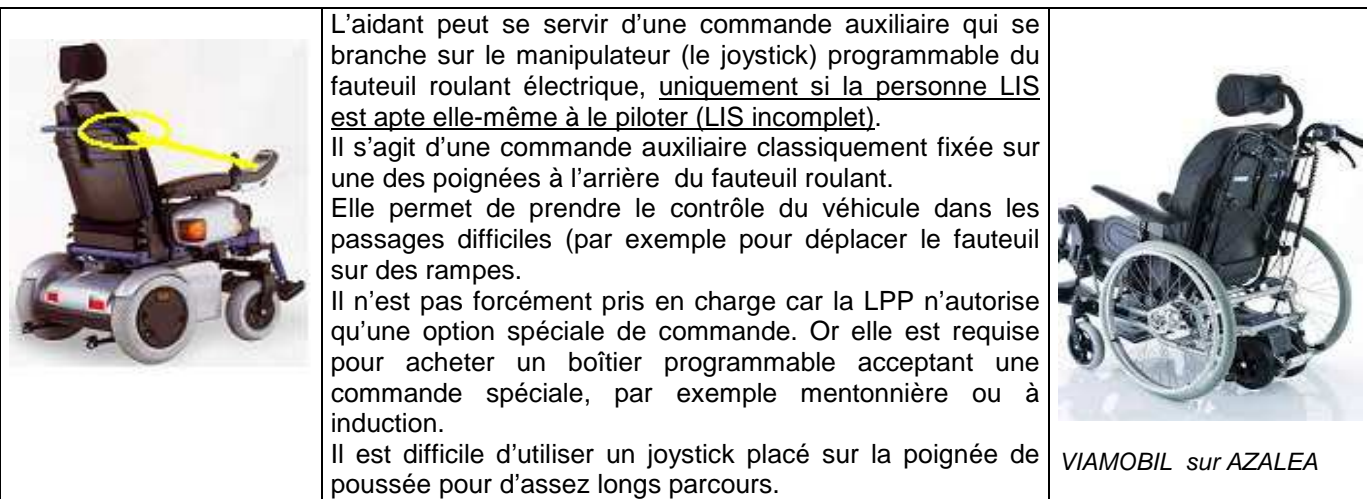 L’aidant peut se servir d’une commande auxiliaire qui se
branche sur le manipulateur (le joystick) programmable du
fauteuil roulant électrique, uniquement si la personne LIS
est apte elle-même à le piloter (LIS incomplet).
Il s’agit d’une commande auxiliaire classiquement fixée sur
une des poignées à l’arrière du fauteuil roulant.
Elle permet de prendre le contrôle du véhicule dans les
passages difficiles (par exemple pour déplacer le fauteuil
sur des rampes.
Il n’est pas forcément pris en charge car la LPP n’autorise
qu’une option spéciale de commande. Or elle est requise
pour acheter un boîtier programmable acceptant une
commande spéciale, par exemple mentonnière ou à
induction.
Il est difficile d’utiliser un joystick placé sur la poignée de
poussée pour d’assez longs parcours.
VIAMOBIL sur AZALEA